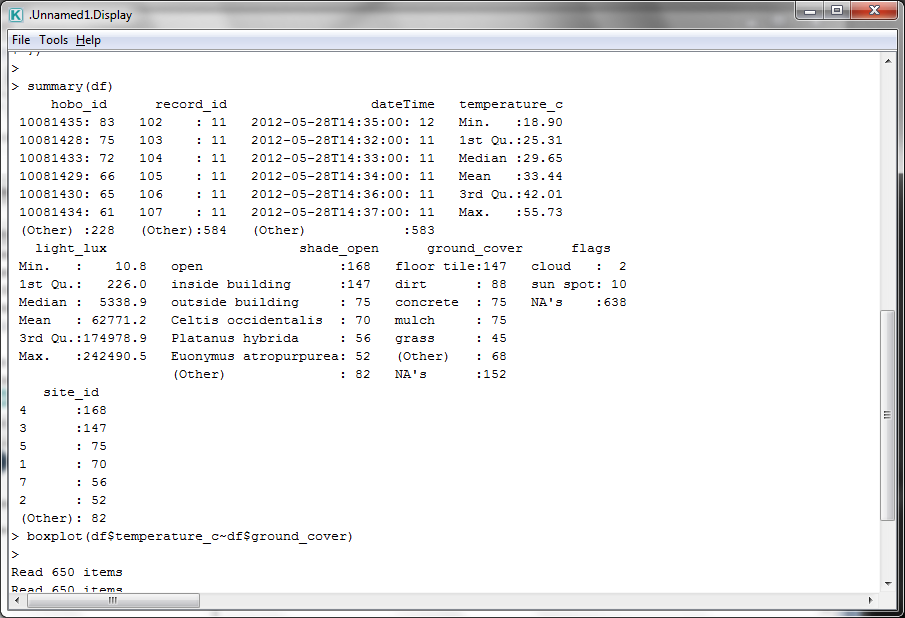 .Unnamed1.Display
File Tools Help
>
> summary(df)
    hobo_id      record_id                   dateTime   temperature_c
10081435: 83   102    : 11   2012-05-28T14:35:00: 12   Min.   :18.90
10081428: 75   103    : 11   2012-05-28T14:32:00: 11   1st Qu.:25.31
10081433: 72   104    : 11   2012-05-28T14:33:00: 11   Median :29.65
10081429: 66   105    : 11   2012-05-28T14:34:00: 11   Mean   :33.44
10081430: 65   106    : 11   2012-05-28T14:36:00: 11   3rd Qu.:42.01
10081434: 61   107    : 11   2012-05-28T14:37:00: 11   Max.   :55.73
(Other) :228   (Other):584   (Other)            :583
  light_lux                        shade_open      ground_cover      flags
Min.   :    10.8   open                :168   floor tile:147   cloud   :  2
1st Qu.:   226.0   inside building     :147   dirt      : 88   sun spot: 10
Median :  5338.9   outside building    : 75   concrete  : 75   NA's    :638
Mean   : 62771.2   Celtis occidentalis : 70   mulch     : 75
3rd Qu.:174978.9   Platanus hybrida    : 56   grass     : 45
Max.   :242490.5   Euonymus atropurpurea: 52   (Other)   : 68
(Other)             : 82   NA's      :152
   site_id
4      :168
3      :147
5      : 75
1      : 70
7      : 56
2      : 52
(Other): 82
> boxplot(df$temperature_c~df$ground_cover)
>
Read 650 items
Read 650 items